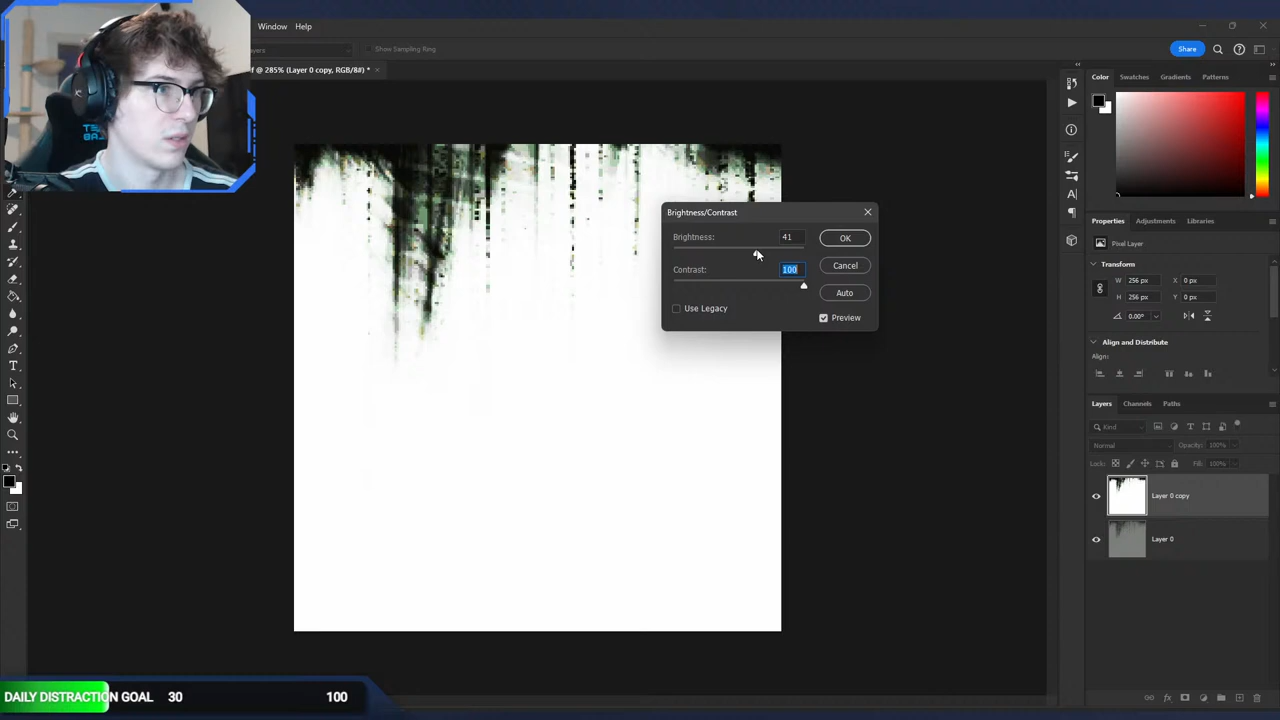 Window Help
ayers Show Sampling Ring Share
f @ 285% (Layer 0 copy, RGB/8#) * ×
Color Swatches Gradients Patterns
Brightness/Contrast
Brightness: 41 OK
Contrast: 100 Cancel
Auto
Use Legacy
Preview
Properties Adjustments Libraries
Pixel Layer
Transform
W 256 px X 0 px
H 256 px Y 0 px
0.00°
Align and Distribute
Align:
Layers Channels Paths
Kind
Normal Opacity: 100%
Lock: Fill: 100%
Layer 0 copy
Layer 0
DAILY DISTRACTION GOAL 30 100